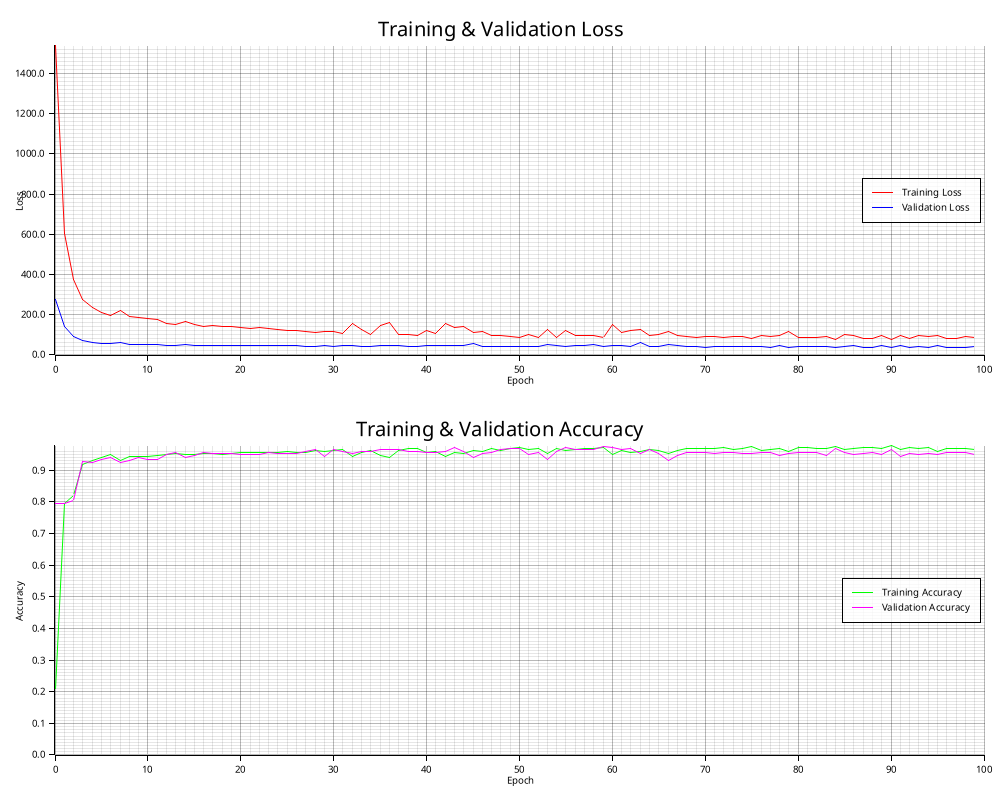 Training & Validation Loss
1400.0
1200.0
1000.0
800.0
600.0
400.0
200.0
0.0
Loss
Training Loss
Validation Loss
0 10 20 30 40 50 60 70 80 90 100
Epoch
Training & Validation Accuracy
0.9
0.8
0.7
0.6
0.5
0.4
0.3
0.2
0.1
0.0
Accuracy
Training Accuracy
Validation Accuracy
0 10 20 30 40 50 60 70 80 90 100
Epoch